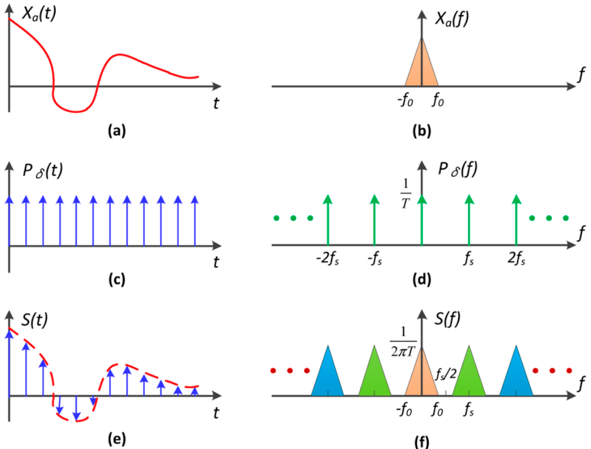 Xa(t)
t
(a)
Xa(f)
f
-f0 f0
(b)
Pδ(t)
t
(c)
Pδ(f)
1/T
f
-2fs -fs fs 2fs
(d)
S(t)
t
(e)
S(f)
1/2πT
fs/2
f
-f0 f0 fs
(f)